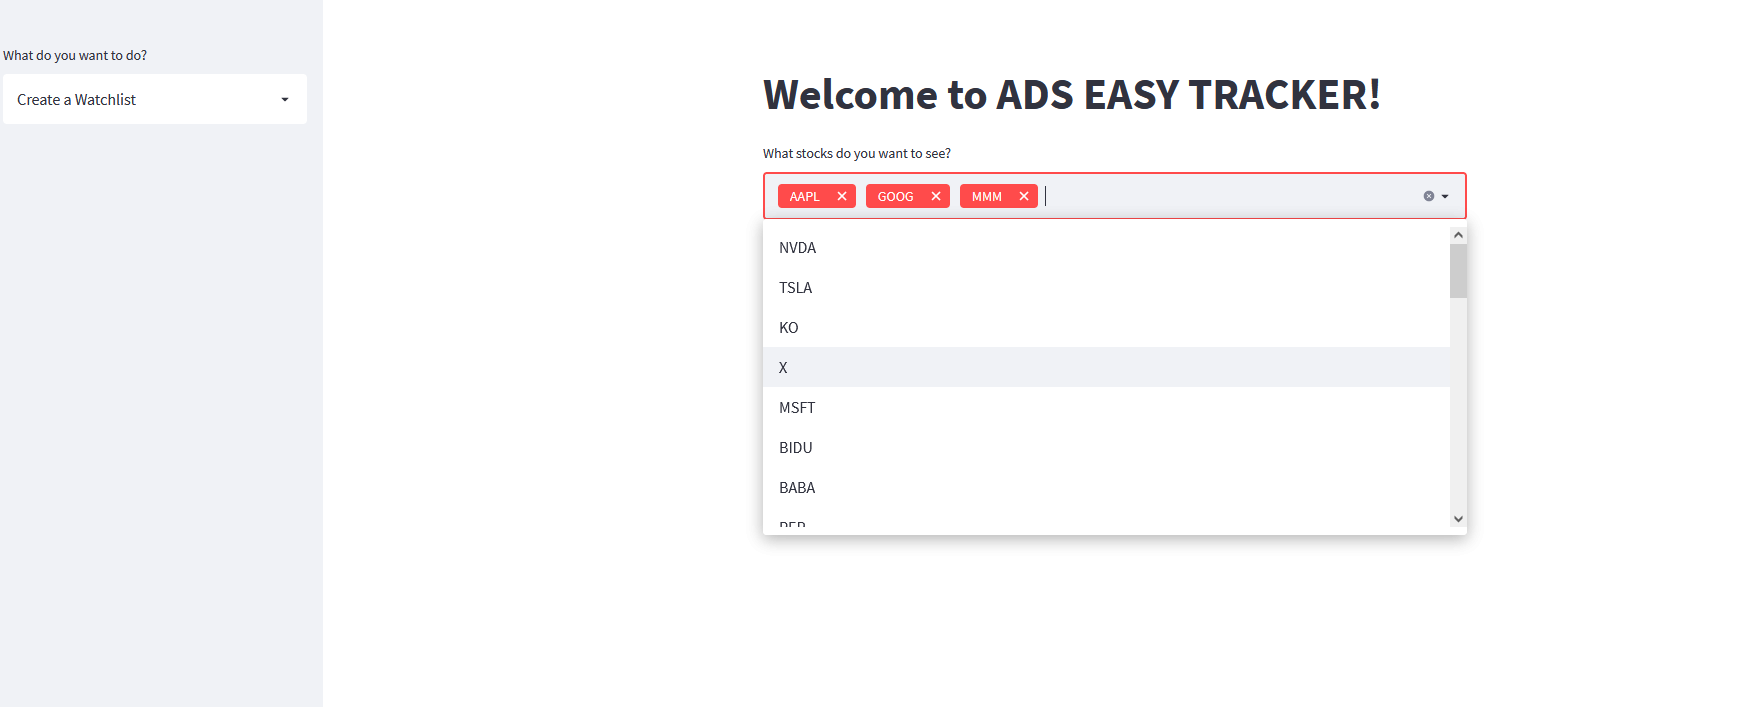 What do you want to do?
Create a Watchlist
Welcome to ADS EASY TRACKER!
What stocks do you want to see?
AAPL GOOG MMM
NVDA
TSLA
KO
X
MSFT
BIDU
BABA